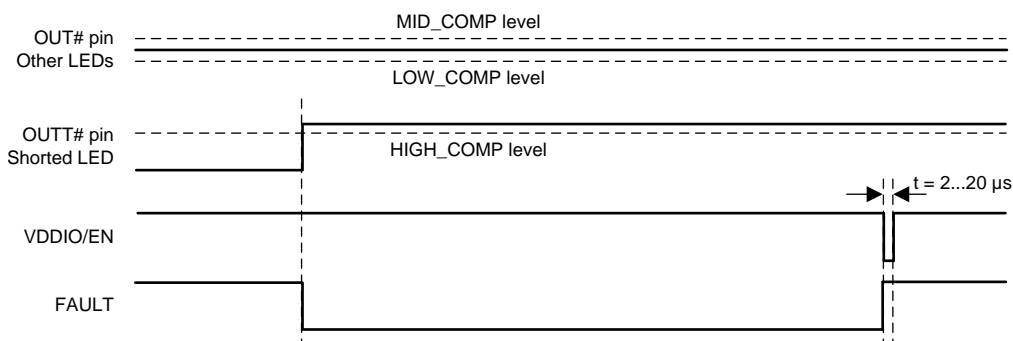 MID_COMP level
OUT# pin
Other LEDs
LOW_COMP level
OUTT# pin
Shorted LED
HIGH_COMP level
t = 2...20 µs
VDDIO/EN
FAULT